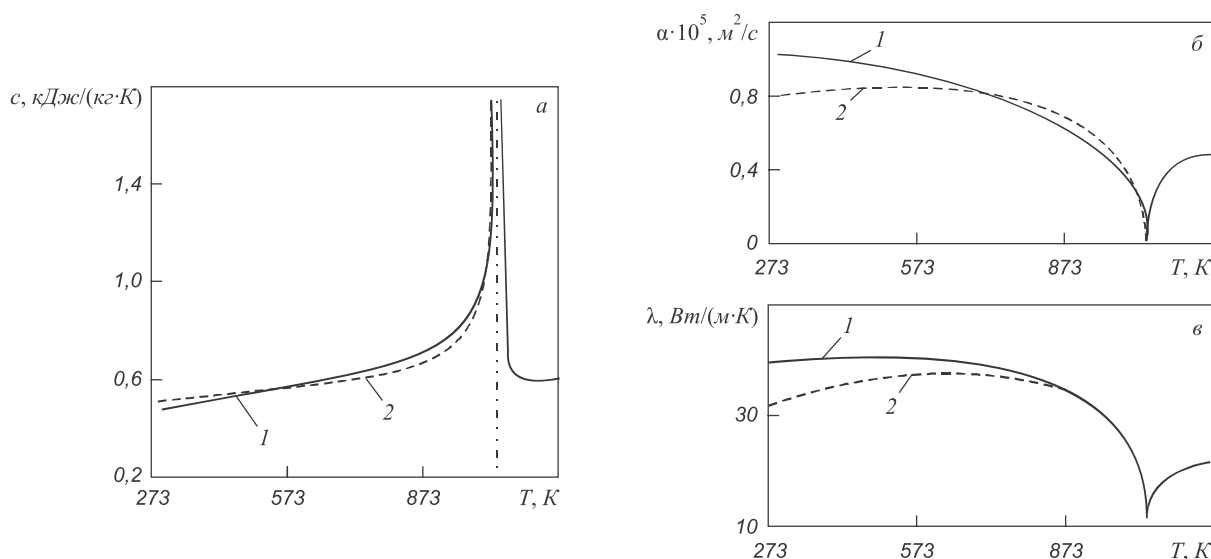 c, кДж/(кг·К)
а
1,4
1,0
0,6
0,2
1
2
273
573
873
T, К
α·10⁵, м²/с
б
1
2
0,8
0,4
0
273
573
873
T, К
λ, Вт/(м·К)
в
1
2
30
10
273
573
873
T, К